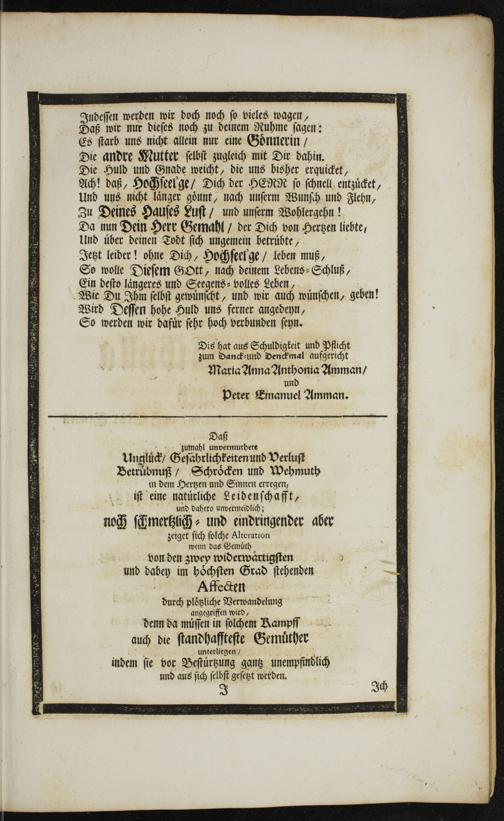 Indessen werden wir doch noch so vieles wagen /
Daß wir nur dieses noch zu deinem Ruhme sagen:
Es starb uns nicht allein nur eine Gönnerin /
Die andre Mutter selbst zugleich mit Dir dahin.
Die Huld und Gnade weicht, die uns bisher erquicket,
Ach! daß, Hochseel'ge / Dich der HERR so schnell entzücket,
Und uns nicht länger gönnt, nach unserm Wunsch und Flehn,
Zu Deines Hauses Lust / und unserm Wohlergehn!
Da nun Dein Herr Gemahl / der Dich von Hertzen liebte,
Und über deinen Todt sich ungemein betrübte,
Jetzt leider! ohne Dich, Hochseel'ge / leben muß,
So wolle Diesem GOtt, nach deinem Lebens-Schluß,
Ein desto längeres und Seegens-volles Leben,
Wie Du Ihm selbst gewünscht, und wir auch wünschen, geben!
Wird Dessen hohe Huld uns ferner angedeyn,
So werden wir dafür sehr hoch verbunden seyn.
Dis hat aus Schuldigkeit und Pflicht
zum Danck- und Denckmal aufgericht
Maria Anna Anthonia Amman /
und
Peter Emanuel Amman.
Daß
zumahl unvermuthete
Unglück / Gefährlichkeiten und Verlust
Betrübnuß / Schröcken und Wehmuth
in dem Hertzen und Sinnen erregen,
ist eine natürliche Leidenschafft,
und dahero unvermeidlich;
noch schmertzlich- und eindringender aber
zeiget sich solche Alteration
wenn das Gemüth
von den zwey widerwärtigsten
und dabey im höchsten Grad stehenden
Affecten
durch plötzliche Verwandelung
angegriffen wird,
denn da müssen in solchem Kampff
auch die standhaffteste Gemüther
unterliegen /
indem sie vor Bestürtzung gantz unempfindlich
und aus sich selbst gesetzt werden.
J Ich